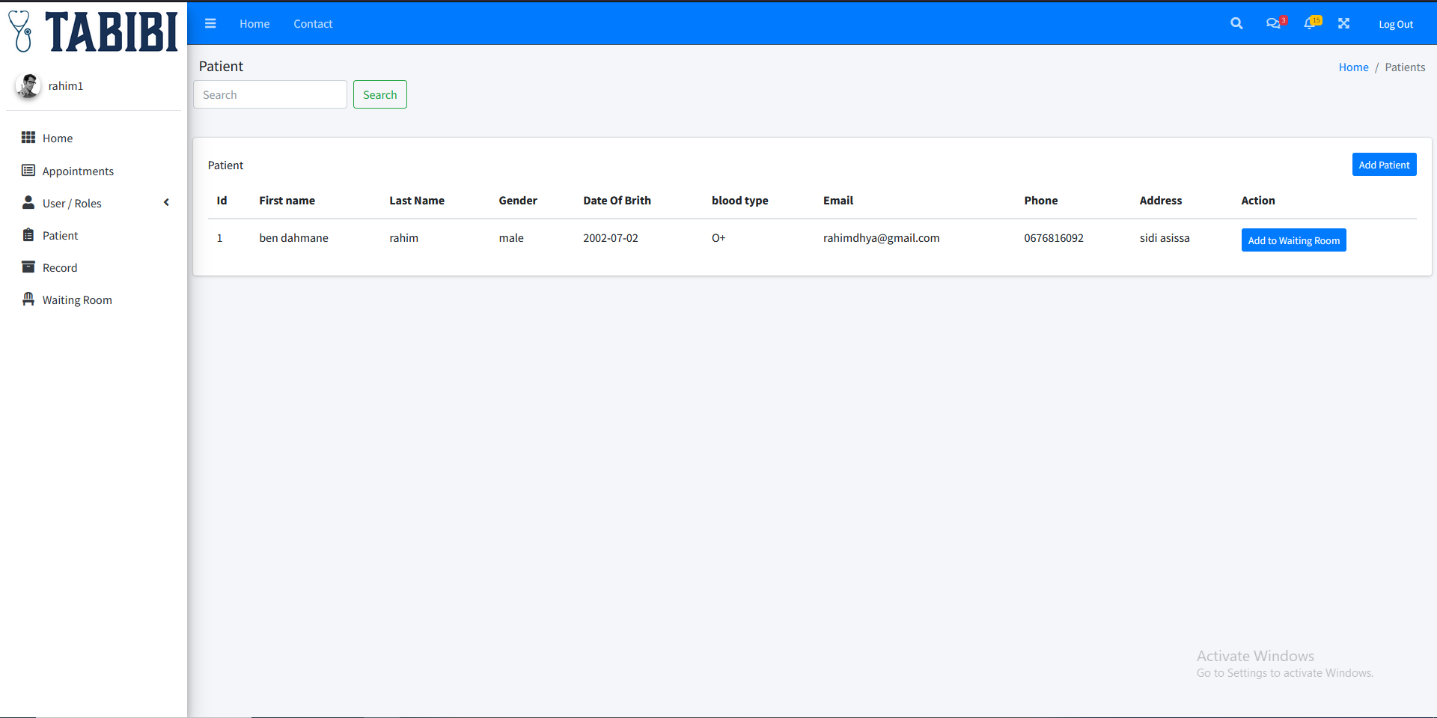 TABIBI
Home Contact
3
15
Log Out
rahim1
Home
Appointments
User / Roles
Patient
Record
Waiting Room
Patient
Home / Patients
Search Search
Patient
Add Patient
Id First name Last Name Gender Date Of Brith blood type Email Phone Address Action
1 ben dahmane rahim male 2002-07-02 O+ rahimdhya@gmail.com 0676816092 sidi asissa Add to Waiting Room
Activate Windows
Go to Settings to activate Windows.